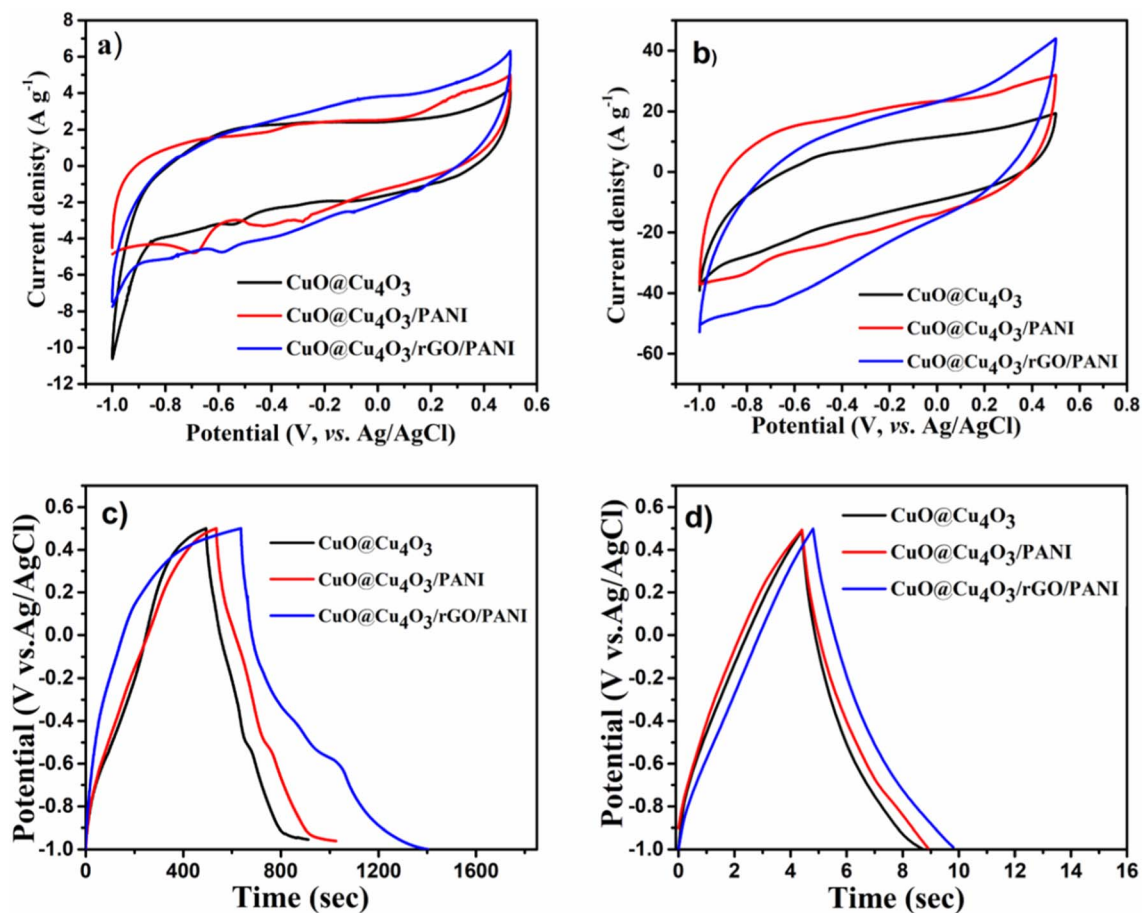 a)
8
6
4
2
0
-2
-4
-6
-8
-10
-12
Current denisty (A g⁻¹)
CuO@Cu₄O₃
CuO@Cu₄O₃/PANI
CuO@Cu₄O₃/rGO/PANI
-1.0 -0.8 -0.6 -0.4 -0.2 0.0 0.2 0.4 0.6
Potential (V, vs. Ag/AgCl)
b)
40
20
0
-20
-40
-60
Current denisty (A g⁻¹)
CuO@Cu₄O₃
CuO@Cu₄O₃/PANI
CuO@Cu₄O₃/rGO/PANI
-1.0 -0.8 -0.6 -0.4 -0.2 0.0 0.2 0.4 0.6 0.8
Potential (V, vs. Ag/AgCl)
c)
0.6
0.4
0.2
0.0
-0.2
-0.4
-0.6
-0.8
-1.0
Potential (V vs.Ag/AgCl)
CuO@Cu₄O₃
CuO@Cu₄O₃/PANI
CuO@Cu₄O₃/rGO/PANI
0 400 800 1200 1600
Time (sec)
d)
0.6
0.4
0.2
0.0
-0.2
-0.4
-0.6
-0.8
-1.0
Potential (V vs.Ag/AgCl)
CuO@Cu₄O₃
CuO@Cu₄O₃/PANI
CuO@Cu₄O₃/rGO/PANI
0 2 4 6 8 10 12 14 16
Time (sec)